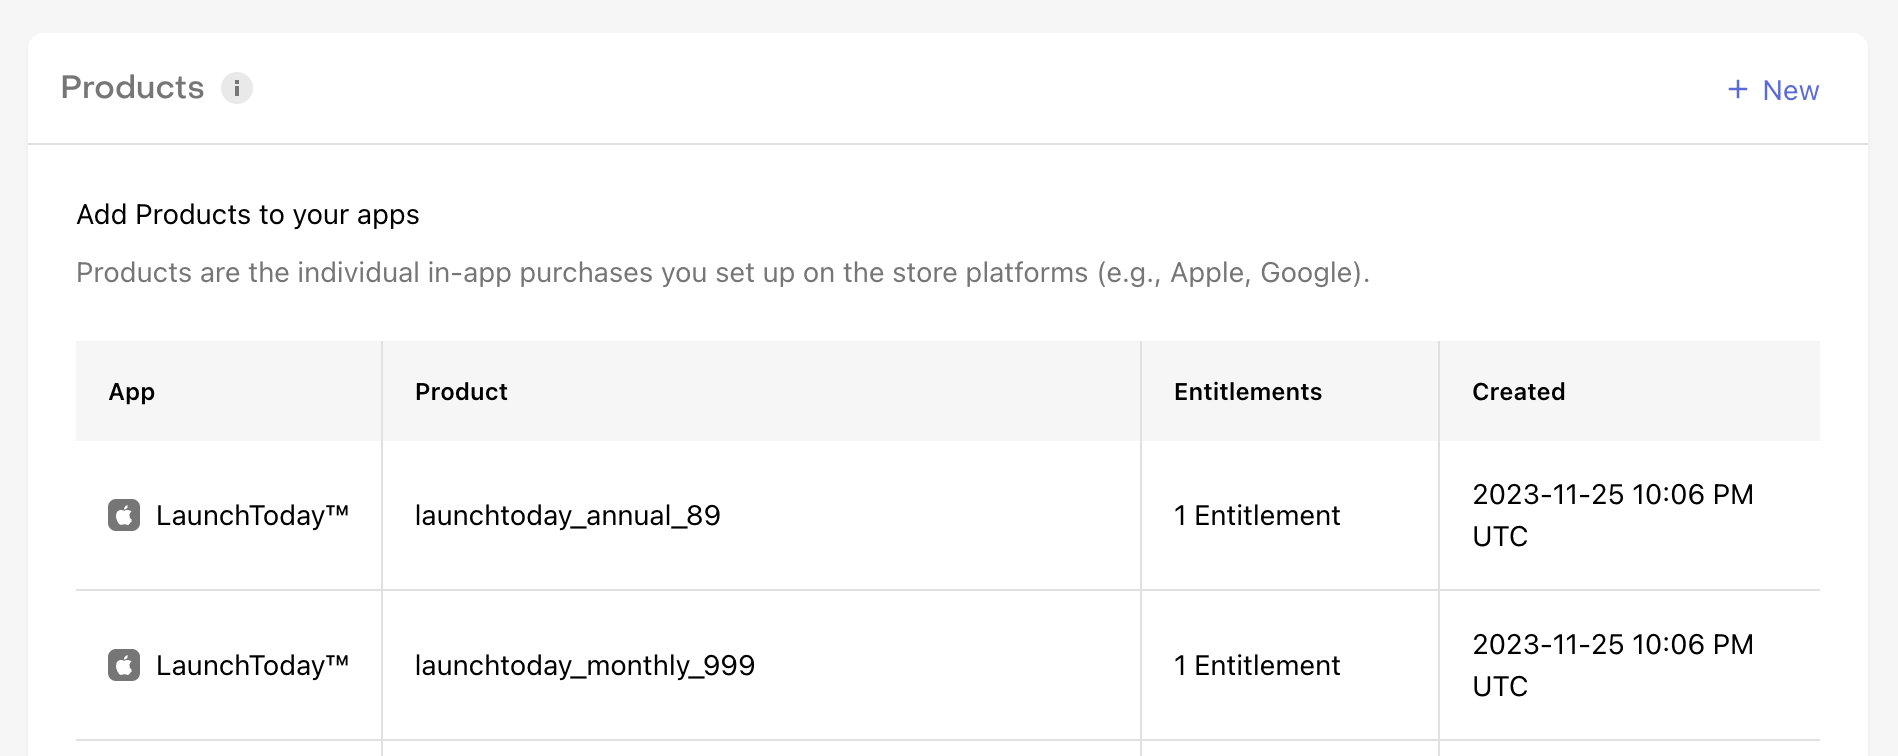 Products
+ New
Add Products to your apps
Products are the individual in-app purchases you set up on the store platforms (e.g., Apple, Google).
App Product Entitlements Created
LaunchToday™ launchtoday_annual_89 1 Entitlement 2023-11-25 10:06 PM
UTC
LaunchToday™ launchtoday_monthly_999 1 Entitlement 2023-11-25 10:06 PM
UTC